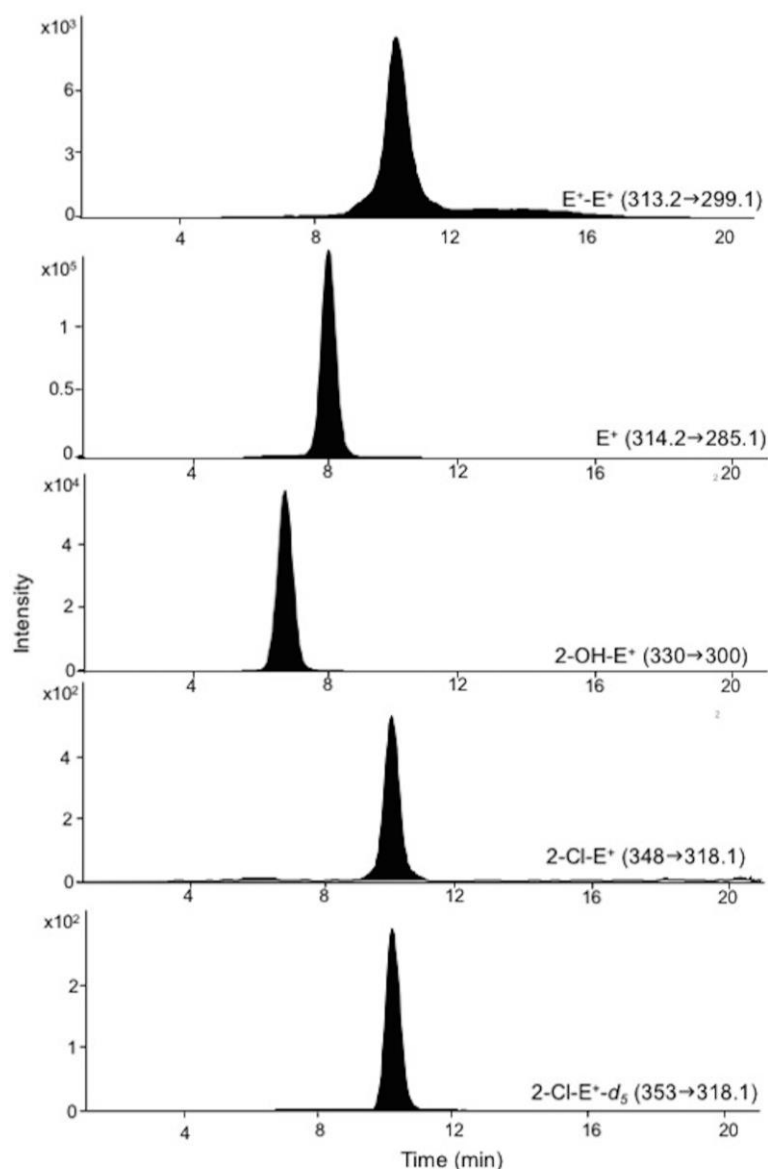 x10³
6
3
0
E⁺-E⁺ (313.2→299.1)
4 8 12 16 20
x10⁵
1
0.5
0
E⁺ (314.2→285.1)
4 8 12 16 20
2
x10⁴
4
2
0
2-OH-E⁺ (330→300)
4 8 12 16 20
Intensity
x10²
2
4
2
0
2-Cl-E⁺ (348→318.1)
4 8 12 16 20
x10²
2
1
0
2-Cl-E⁺-d₅ (353→318.1)
4 8 12 16 20
Time (min)